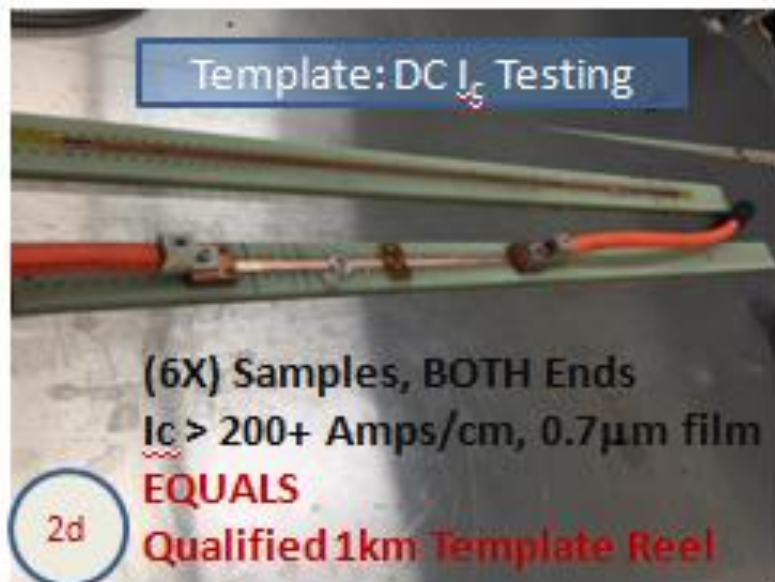 Template: DC Ic Testing
(6X) Samples, BOTH Ends
Ic > 200+ Amps/cm, 0.7μm film
EQUALS
2d
Qualified 1km Template Reel